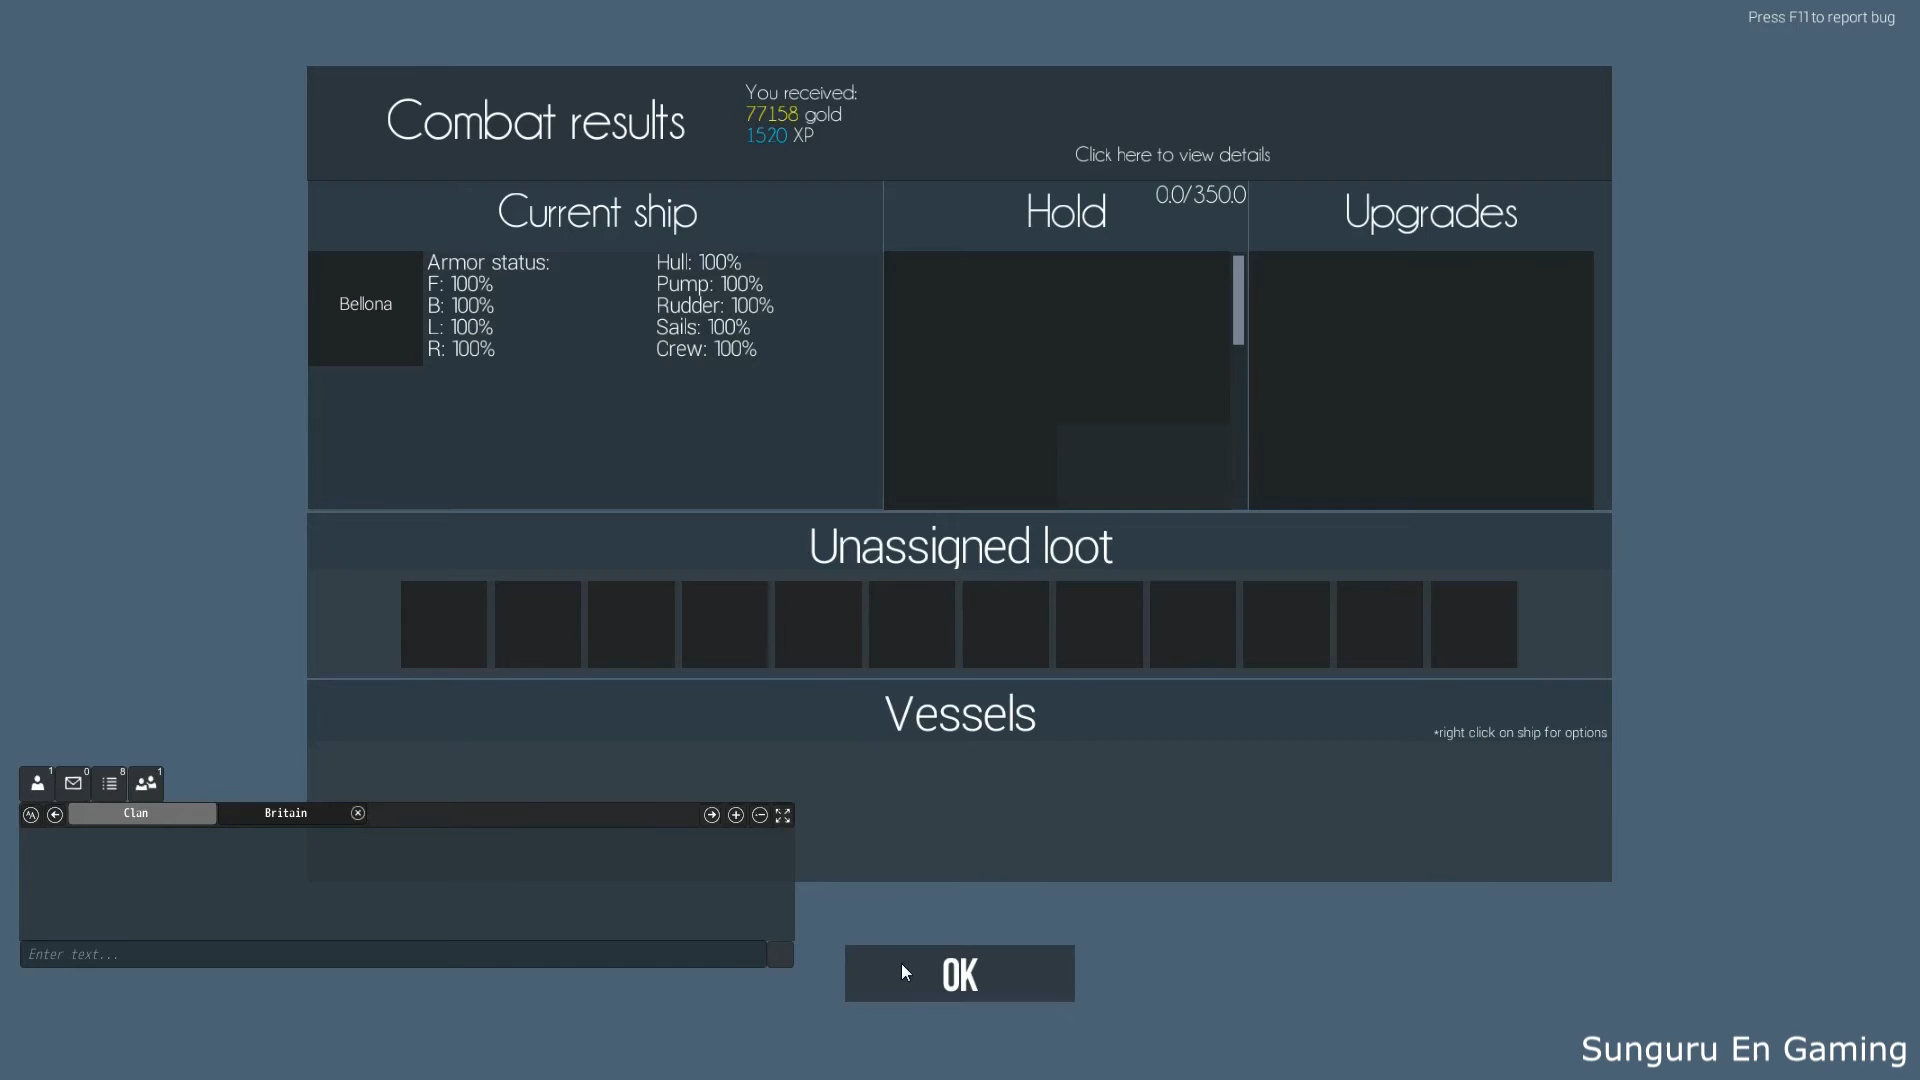 Press F11 to report bug
Combat results
You received:
77158 gold
1520 XP
Click here to view details
Current ship
Hold
0.0/350.0
Upgrades
Bellona
Armor status:
F: 100%
B: 100%
L: 100%
R: 100%
Hull: 100%
Pump: 100%
Rudder: 100%
Sails: 100%
Crew: 100%
Unassigned loot
Vessels
*right click on ship for options
1
0
8
1
Clan
Britain
Enter text...
OK
Sunguru En Gaming